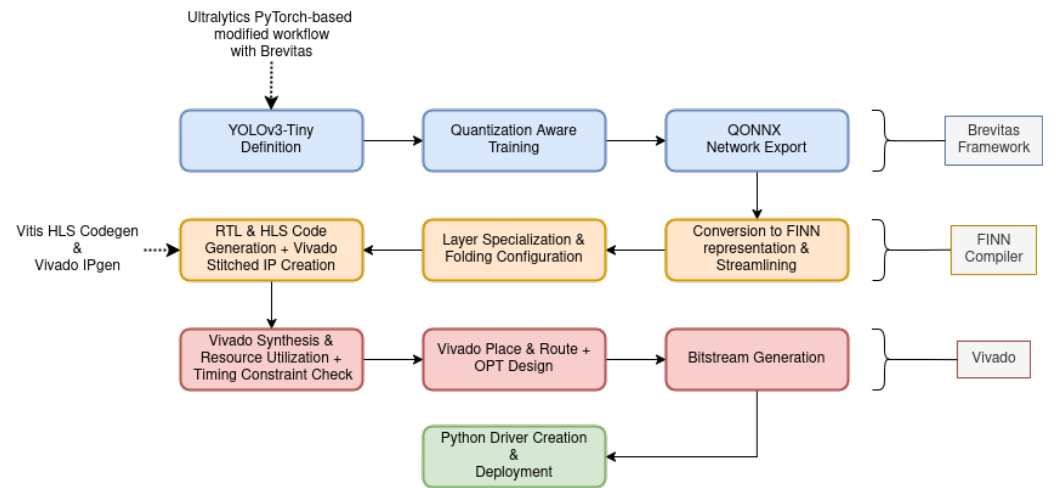 Ultralytics PyTorch-based
modified workflow
with Brevitas
YOLOv3-Tiny
Definition
Quantization Aware
Training
QONNX
Network Export
Brevitas
Framework
Vitis HLS Codegen
&
Vivado IPgen
RTL & HLS Code
Generation + Vivado
Stitched IP Creation
Layer Specialization &
Folding Configuration
Conversion to FINN
representation &
Streamlining
FINN
Compiler
Vivado Synthesis &
Resource Utilization +
Timing Constraint Check
Vivado Place & Route +
OPT Design
Bitstream Generation
Vivado
Python Driver Creation
&
Deployment